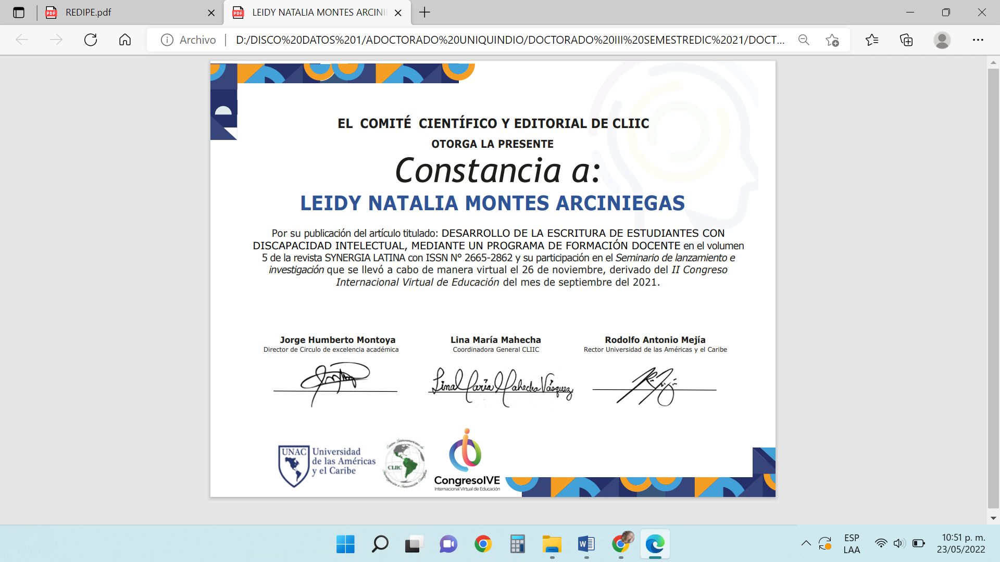 REDIPE.pdf
LEIDY NATALIA MONTES ARCINI
Archivo
D:/DISCO%20DATOS%201/ADOCTORADO%20UNIQUINDIO/DOCTORADO%20III%20SEMESTREDIC%2021/DOCT...
EL COMITÉ CIENTÍFICO Y EDITORIAL DE CLIIC
OTORGA LA PRESENTE
Constancia a:
LEIDY NATALIA MONTES ARCINIEGAS
Por su publicación del artículo titulado: DESARROLLO DE LA ESCRITURA DE ESTUDIANTES CON
DISCAPACIDAD INTELECTUAL, MEDIANTE UN PROGRAMA DE FORMACIÓN DOCENTE en el volumen
5 de la revista SYNERGIA LATINA con ISSN N° 2665-2862 y su participación en el Seminario de lanzamiento e
investigación que se llevó a cabo de manera virtual el 26 de noviembre, derivado del II Congreso
Internacional Virtual de Educación del mes de septiembre del 2021.
Jorge Humberto Montoya
Director de Circulo de excelencia académica
Lina María Mahecha
Coordinadora General CLIIC
Rodolfo Antonio Mejía
Rector Universidad de las Américas y el Caribe
Lina María Mahecha Vásquez
UNAC
Universidad
de las Américas
y el Caribe
CLIIC
CongresoIVE
Internacional Virtual de Educación
ESP
LAA
10:51 p. m.
23/05/2022